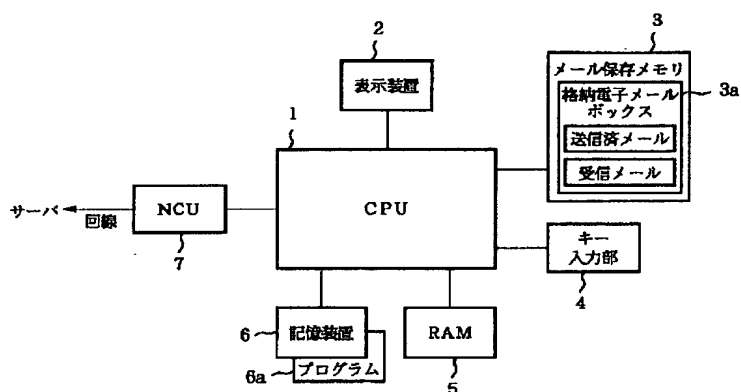 2
表示装置
3
メール保存メモリ
格納電子メール
ボックス
3a
送信済メール
受信メール
1
CPU
サーバ
回線
NCU
7
キー
入力部
4
6
記憶装置
6a
プログラム
RAM
5